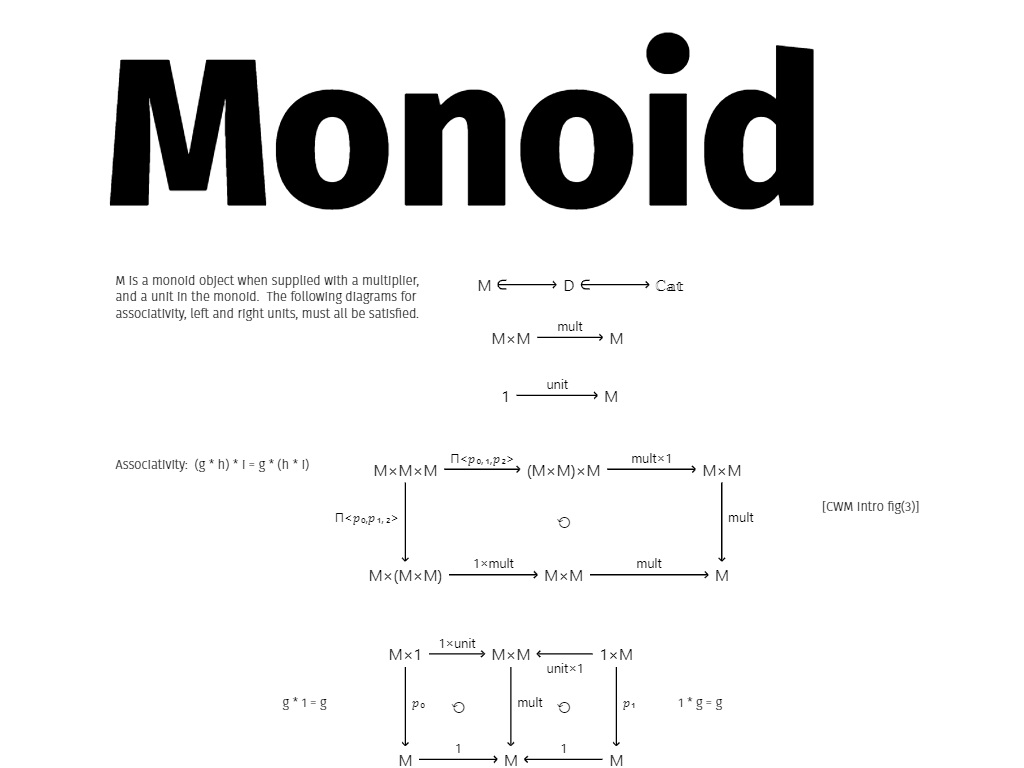 Monoid
M is a monoid object when supplied with a multiplier,
and a unit in the monoid.  The following diagrams for
associativity, left and right units, must all be satisfied.
M ∈⟶ D ∈⟶ ℂ𝕒𝕥
mult
M×M ⟶ M
unit
1 ⟶ M
Associativity:  (g * h) * i = g * (h * i)
∏<p₀,₁,p₂>
mult×1
M×M×M ⟶ (M×M)×M ⟶ M×M
[CWM Intro fig(3)]
∏<p₀,p₁,₂>
mult
1×mult
mult
M×(M×M) ⟶ M×M ⟶ M
1×unit
M×1 ⟶ M×M ⟵ 1×M
unit×1
g * 1 = g
p₀
mult
p₁
1 * g = g
1
1
M ⟶ M ⟵ M